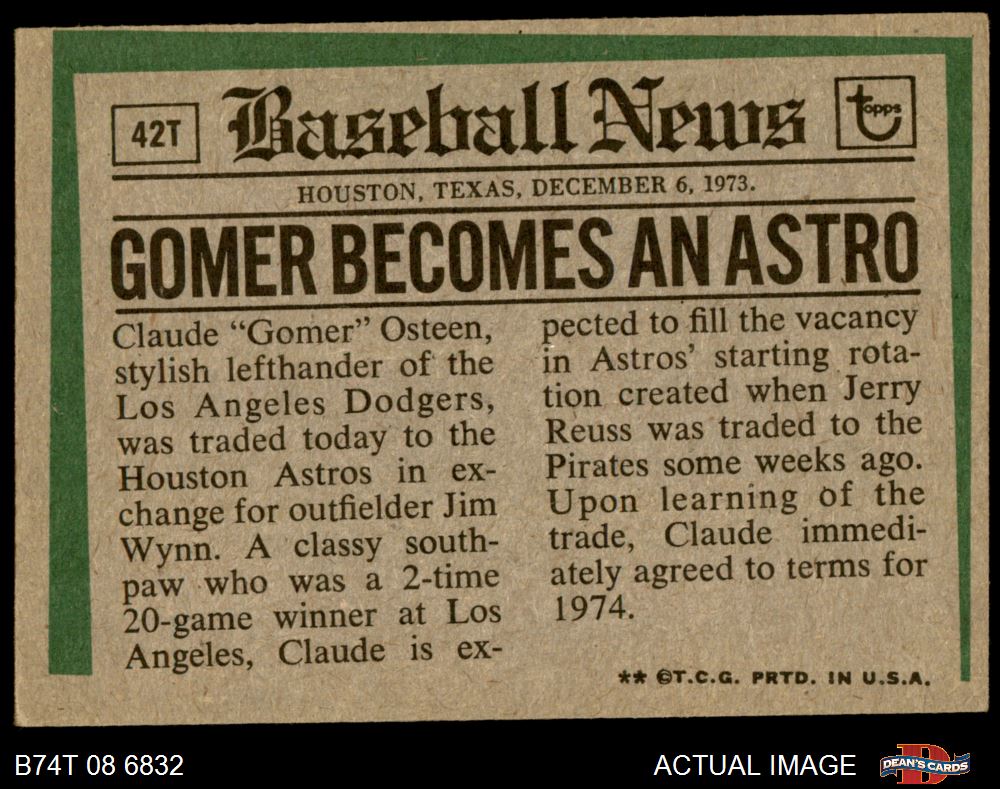 42T
Baseball News
topps
HOUSTON, TEXAS, DECEMBER 6, 1973.
GOMER BECOMES AN ASTRO
Claude “Gomer” Osteen,
stylish lefthander of the
Los Angeles Dodgers,
was traded today to the
Houston Astros in ex-
change for outfielder Jim
Wynn. A classy south-
paw who was a 2-time
20-game winner at Los
Angeles, Claude is ex-
pected to fill the vacancy
in Astros’ starting rota-
tion created when Jerry
Reuss was traded to the
Pirates some weeks ago.
Upon learning of the
trade, Claude immedi-
ately agreed to terms for
1974.
** ©T.C.G. PRTD. IN U.S.A.
B74T 08 6832
ACTUAL IMAGE
DEAN'S CARDS